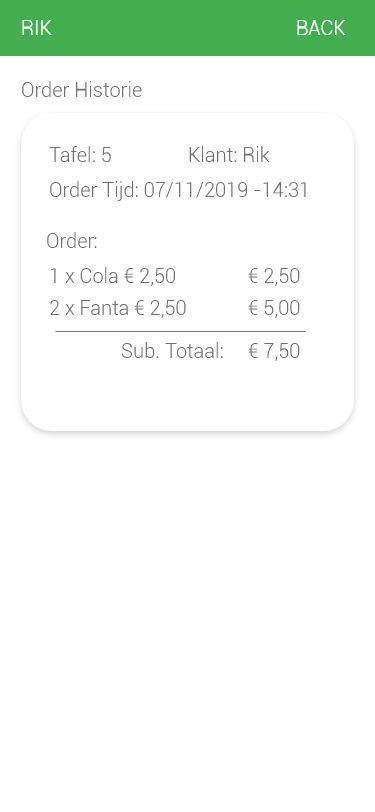 RIK BACK
Order Historie
Tafel: 5 Klant: Rik
Order Tijd: 07/11/2019 -14:31
Order:
1 x Cola € 2,50 € 2,50
2 x Fanta € 2,50 € 5,00
Sub. Totaal: € 7,50